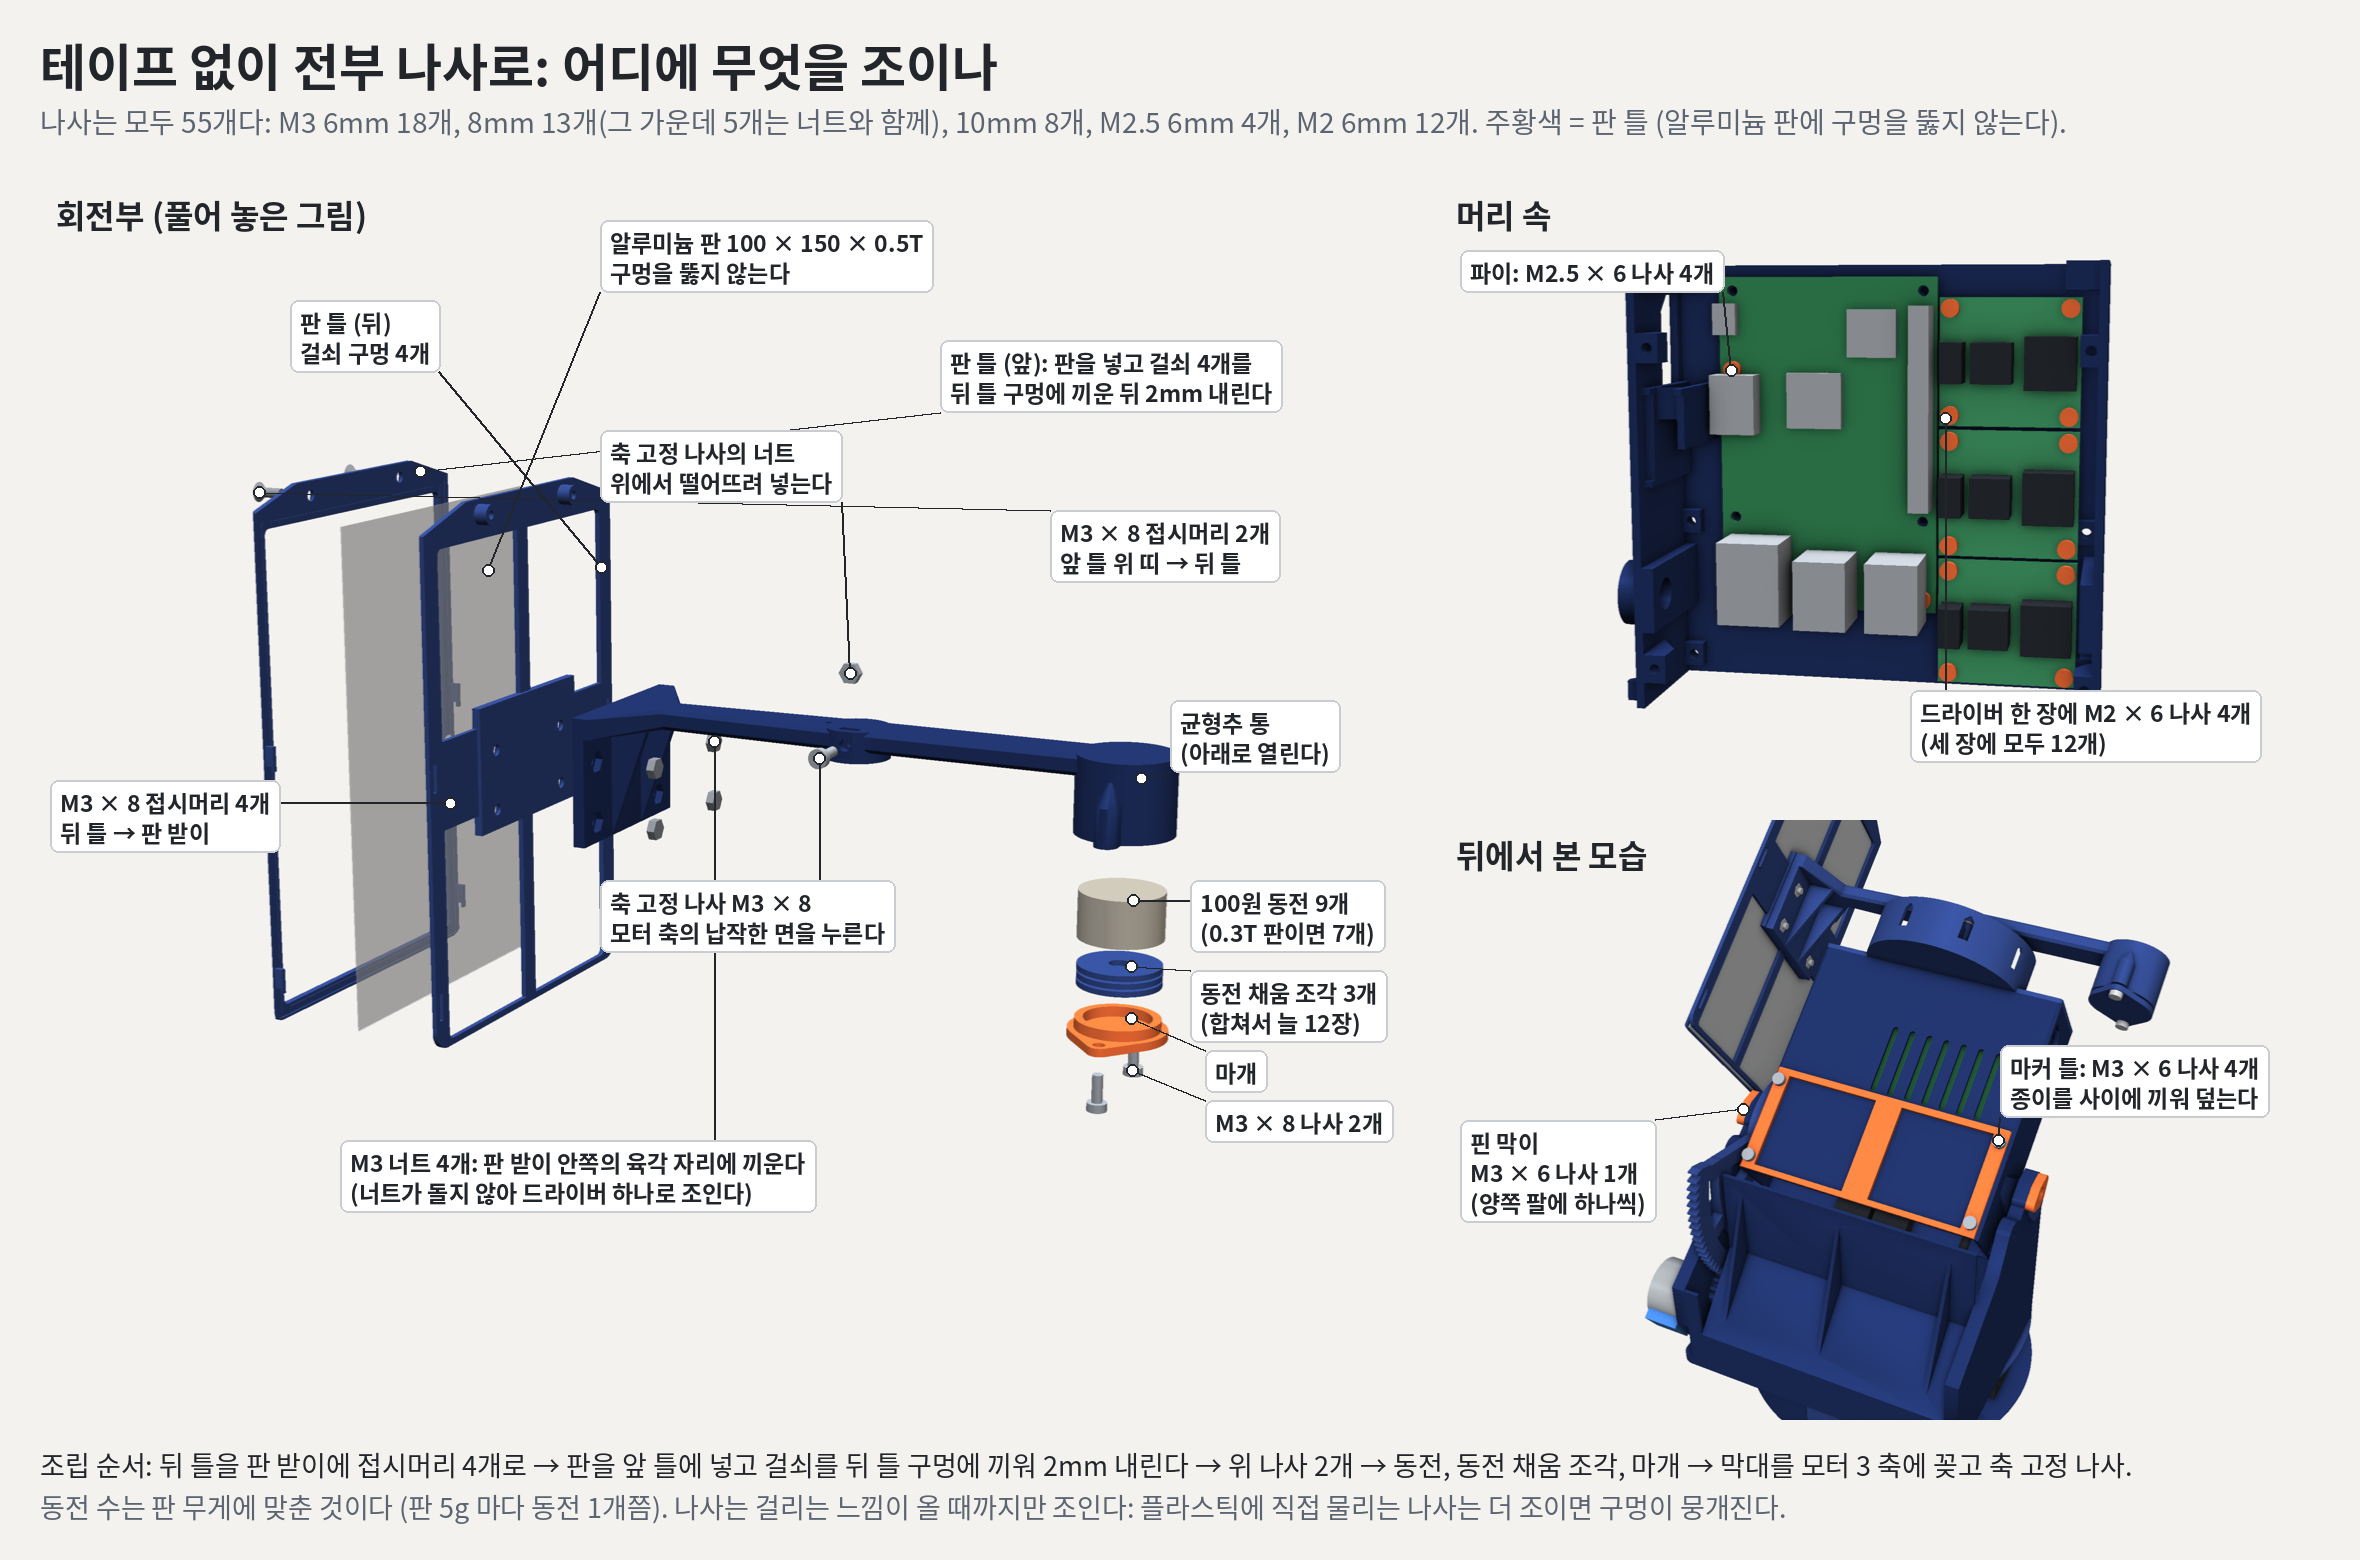 테이프 없이 전부 나사로: 어디에 무엇을 조이나
나사는 모두 55개다: M3 6mm 18개, 8mm 13개(그 가운데 5개는 너트와 함께), 10mm 8개, M2.5 6mm 4개, M2 6mm 12개. 주황색 = 판 틀 (알루미늄 판에 구멍을 뚫지 않는다).
회전부 (풀어 놓은 그림)
알루미늄 판 100 × 150 × 0.5T
구멍을 뚫지 않는다
판 틀 (뒤)
걸쇠 구멍 4개
판 틀 (앞): 판을 넣고 걸쇠 4개를
뒤 틀 구멍에 끼운 뒤 2mm 내린다
축 고정 나사의 너트
위에서 떨어뜨려 넣는다
M3 × 8 접시머리 2개
앞 틀 위 띠 → 뒤 틀
균형추 통
(아래로 열린다)
M3 × 8 접시머리 4개
뒤 틀 → 판 받이
축 고정 나사 M3 × 8
모터 축의 납작한 면을 누른다
100원 동전 9개
(0.3T 판이면 7개)
동전 채움 조각 3개
(합쳐서 늘 12장)
마개
M3 × 8 나사 2개
M3 너트 4개: 판 받이 안쪽의 육각 자리에 끼운다
(너트가 돌지 않아 드라이버 하나로 조인다)
머리 속
파이: M2.5 × 6 나사 4개
드라이버 한 장에 M2 × 6 나사 4개
(세 장에 모두 12개)
뒤에서 본 모습
마커 틀: M3 × 6 나사 4개
종이를 사이에 끼워 덮는다
핀 막이
M3 × 6 나사 1개
(양쪽 팔에 하나씩)
조립 순서: 뒤 틀을 판 받이에 접시머리 4개로 → 판을 앞 틀에 넣고 걸쇠를 뒤 틀 구멍에 끼워 2mm 내린다 → 위 나사 2개 → 동전, 동전 채움 조각, 마개 → 막대를 모터 3 축에 꽂고 축 고정 나사.
동전 수는 판 무게에 맞춘 것이다 (판 5g 마다 동전 1개쯤). 나사는 걸리는 느낌이 올 때까지만 조인다: 플라스틱에 직접 물리는 나사는 더 조이면 구멍이 뭉개진다.